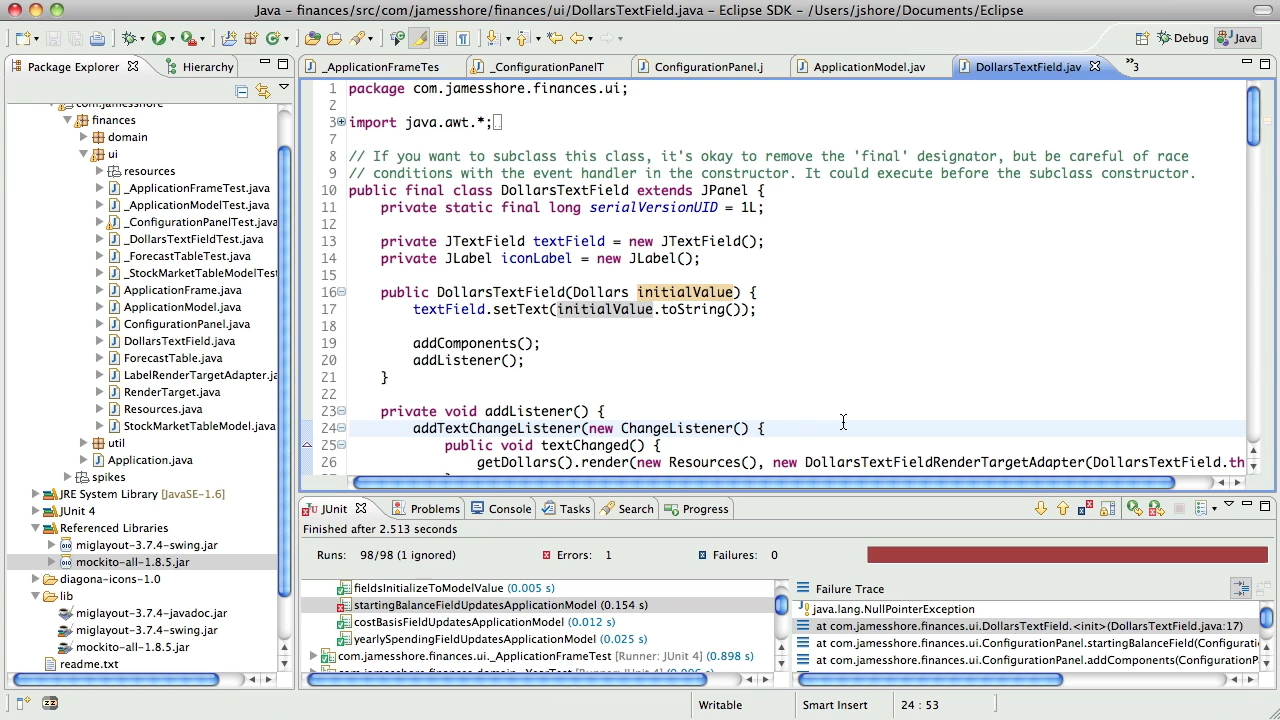 Java - finances/src/com/jamesshore/finances/ui/DollarsTextField.java - Eclipse SDK - /Users/jshore/Documents/Eclipse
Debug
Java
Package Explorer
Hierarchy
com.jamesshore
finances
domain
ui
resources
_ApplicationFrameTest.java
_ApplicationModelTest.java
_ConfigurationPanelTest.java
_DollarsTextFieldTest.java
_ForecastTableTest.java
_StockMarketTableModelTest
ApplicationFrame.java
ApplicationModel.java
ConfigurationPanel.java
DollarsTextField.java
ForecastTable.java
LabelRenderTargetAdapter.ja
RenderTarget.java
Resources.java
StockMarketTableModel.java
util
Application.java
spikes
JRE System Library [JavaSE-1.6]
JUnit 4
Referenced Libraries
miglayout-3.7.4-swing.jar
mockito-all-1.8.5.jar
diagona-icons-1.0
lib
miglayout-3.7.4-javadoc.jar
miglayout-3.7.4-swing.jar
mockito-all-1.8.5.jar
readme.txt
_ApplicationFrameTes
_ConfigurationPanelT
ConfigurationPanel.j
ApplicationModel.jav
DollarsTextField.jav
»3
1 package com.jamesshore.finances.ui;
2
3 import java.awt.*;
7
8 // If you want to subclass this class, it's okay to remove the 'final' designator, but be careful of race
9 // conditions with the event handler in the constructor. It could execute before the subclass constructor.
10 public final class DollarsTextField extends JPanel {
11 private static final long serialVersionUID = 1L;
12
13 private JTextField textField = new JTextField();
14 private JLabel iconLabel = new JLabel();
15
16 public DollarsTextField(Dollars initialValue) {
17 textField.setText(initialValue.toString());
18
19 addComponents();
20 addListener();
21 }
22
23 private void addListener() {
24 addTextChangeListener(new ChangeListener() {
25 public void textChanged() {
26 getDollars().render(new Resources(), new DollarsTextFieldRenderTargetAdapter(DollarsTextField.th
JUnit
Problems
Console
Tasks
Search
Progress
Finished after 2.513 seconds
Runs: 98/98 (1 ignored)
Errors: 1
Failures: 0
fieldsInitializeToModelValue (0.005 s)
startingBalanceFieldUpdatesApplicationModel (0.154 s)
costBasisFieldUpdatesApplicationModel (0.012 s)
yearlySpendingFieldUpdatesApplicationModel (0.025 s)
com.jamesshore.finances.ui._ApplicationFrameTest [Runner: JUnit 4] (0.898 s)
Failure Trace
java.lang.NullPointerException
at com.jamesshore.finances.ui.DollarsTextField.<init>(DollarsTextField.java:17)
at com.jamesshore.finances.ui.ConfigurationPanel.startingBalanceField(Configuratio
at com.jamesshore.finances.ui.ConfigurationPanel.addComponents(ConfigurationP
Writable
Smart Insert
24 : 53